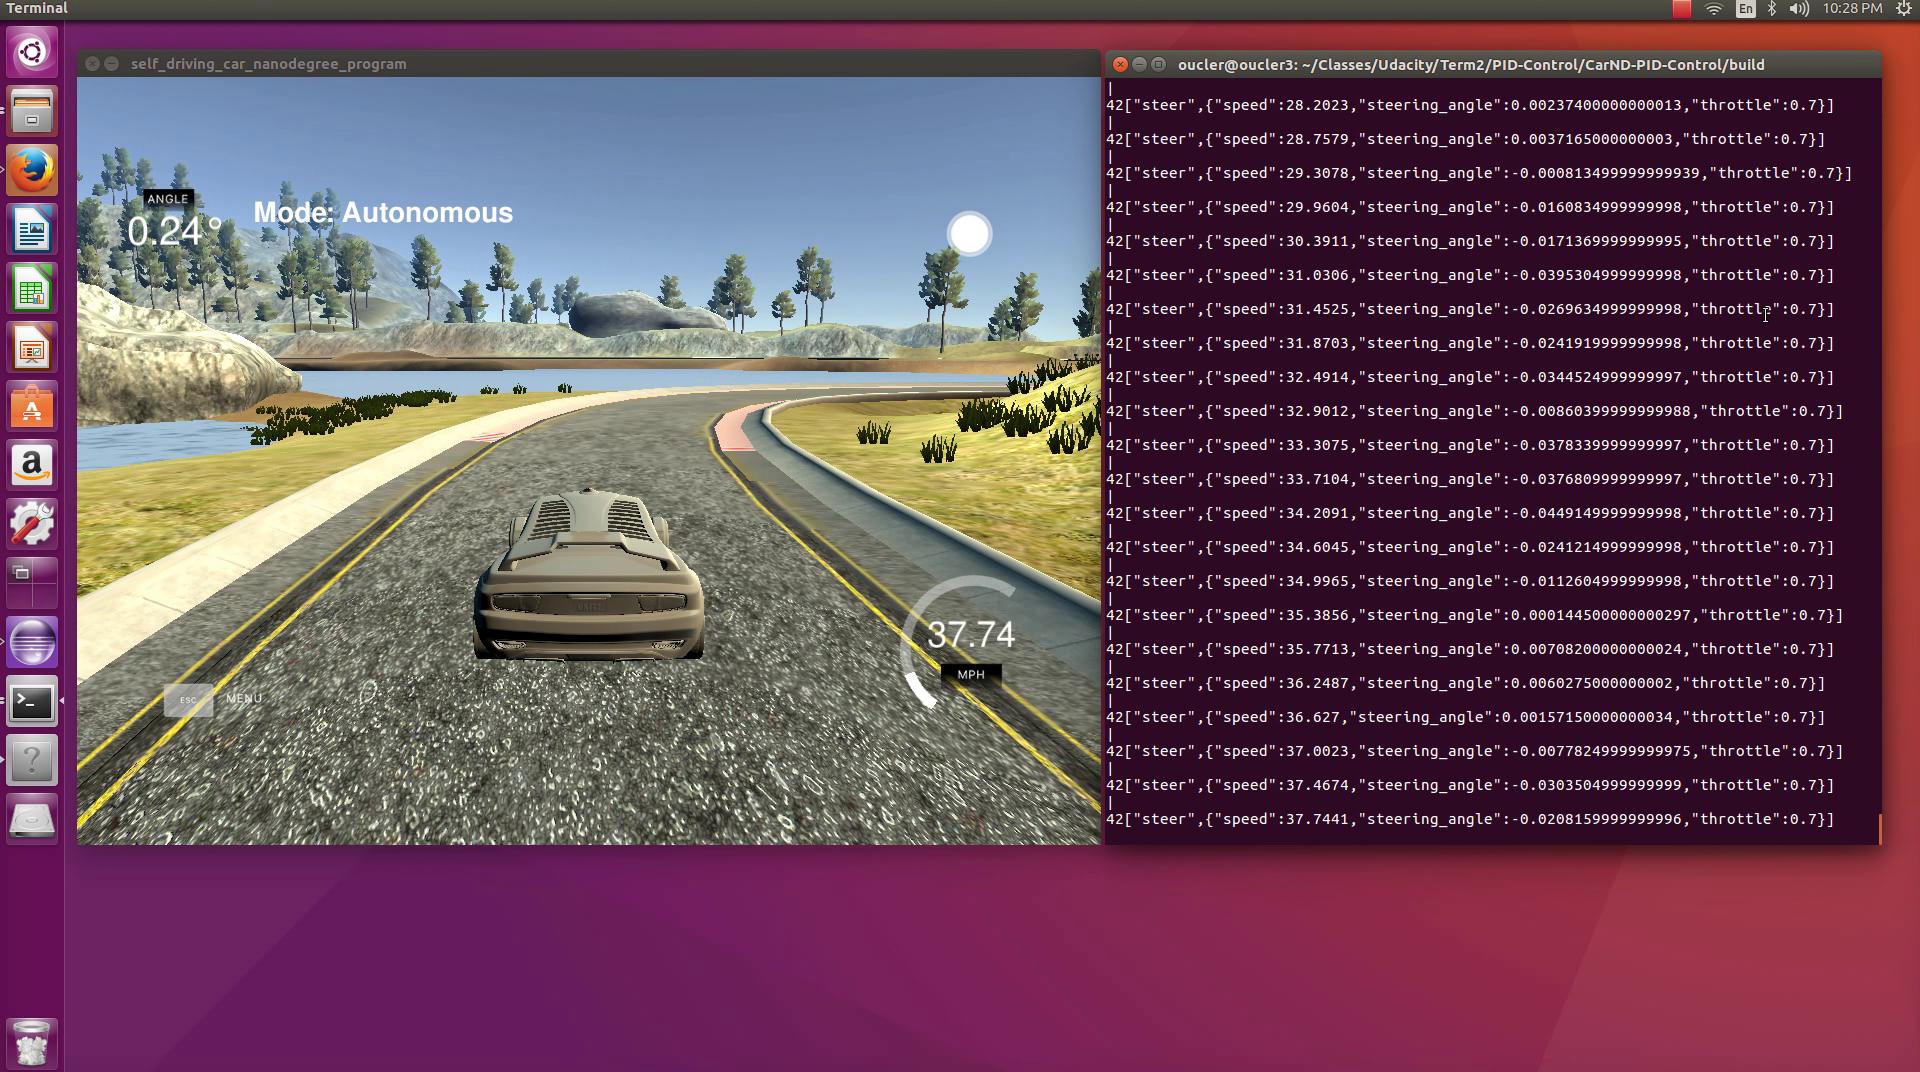 Terminal
En
10:28 PM
self_driving_car_nanodegree_program
ANGLE
0.24°
Mode: Autonomous
37.74
MPH
ESC
MENU
oucler@oucler3: ~/Classes/Udacity/Term2/PID-Control/CarND-PID-Control/build
|
42["steer",{"speed":28.2023,"steering_angle":0.00237400000000013,"throttle":0.7}]
|
42["steer",{"speed":28.7579,"steering_angle":0.0037165000000003,"throttle":0.7}]
|
42["steer",{"speed":29.3078,"steering_angle":-0.000813499999999939,"throttle":0.7}]
|
42["steer",{"speed":29.9604,"steering_angle":-0.0160834999999998,"throttle":0.7}]
|
42["steer",{"speed":30.3911,"steering_angle":-0.0171369999999995,"throttle":0.7}]
|
42["steer",{"speed":31.0306,"steering_angle":-0.0395304999999998,"throttle":0.7}]
|
42["steer",{"speed":31.4525,"steering_angle":-0.0269634999999998,"throttle":0.7}]
|
42["steer",{"speed":31.8703,"steering_angle":-0.0241919999999998,"throttle":0.7}]
|
42["steer",{"speed":32.4914,"steering_angle":-0.0344524999999997,"throttle":0.7}]
|
42["steer",{"speed":32.9012,"steering_angle":-0.00860399999999988,"throttle":0.7}]
|
42["steer",{"speed":33.3075,"steering_angle":-0.0378339999999997,"throttle":0.7}]
|
42["steer",{"speed":33.7104,"steering_angle":-0.0376809999999997,"throttle":0.7}]
|
42["steer",{"speed":34.2091,"steering_angle":-0.0449149999999998,"throttle":0.7}]
|
42["steer",{"speed":34.6045,"steering_angle":-0.0241214999999998,"throttle":0.7}]
|
42["steer",{"speed":34.9965,"steering_angle":-0.0112604999999998,"throttle":0.7}]
|
42["steer",{"speed":35.3856,"steering_angle":0.000144500000000297,"throttle":0.7}]
|
42["steer",{"speed":35.7713,"steering_angle":0.00708200000000024,"throttle":0.7}]
|
42["steer",{"speed":36.2487,"steering_angle":0.0060275000000002,"throttle":0.7}]
|
42["steer",{"speed":36.627,"steering_angle":0.00157150000000034,"throttle":0.7}]
|
42["steer",{"speed":37.0023,"steering_angle":-0.00778249999999975,"throttle":0.7}]
|
42["steer",{"speed":37.4674,"steering_angle":-0.0303504999999999,"throttle":0.7}]
|
42["steer",{"speed":37.7441,"steering_angle":-0.0208159999999996,"throttle":0.7}]